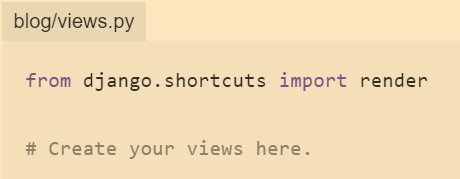 blog/views.py
from django.shortcuts import render
# Create your views here.